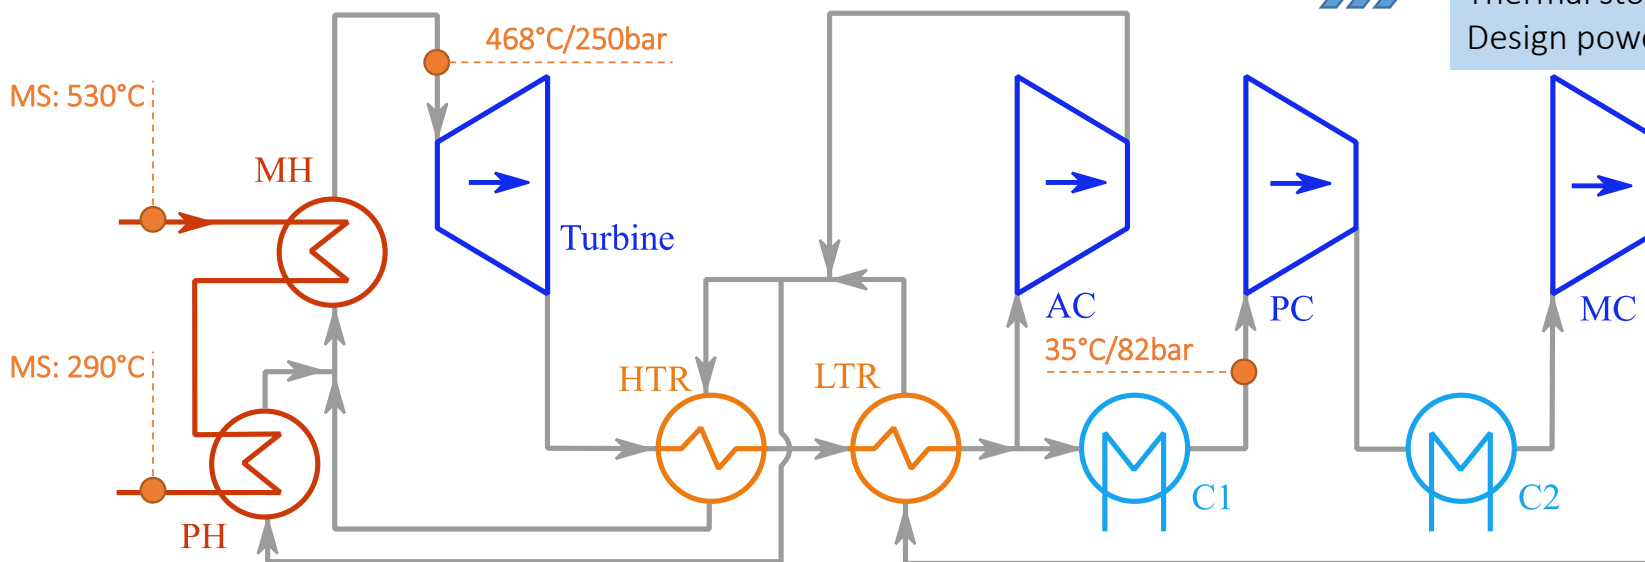 Design powe
468°C/250bar
MS: 530°C
MH
Turbine
AC
PC
MC
35°C/82bar
MS: 290°C
HTR
LTR
C1
C2
PH